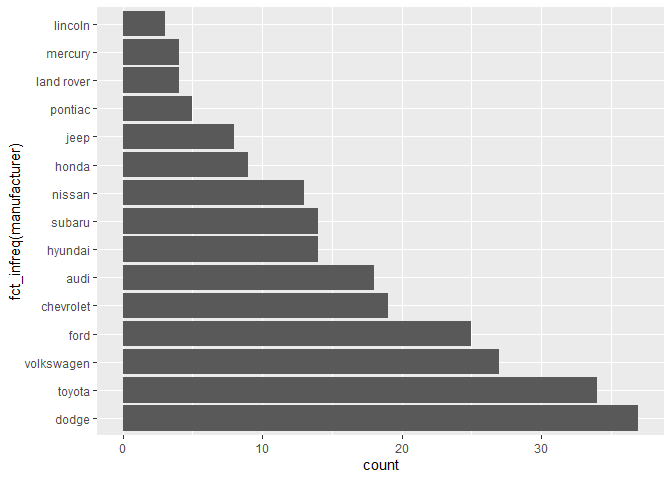 lincoln
mercury
land rover
pontiac
jeep
honda
nissan
subaru
hyundai
audi
chevrolet
ford
volkswagen
toyota
dodge
fct_infreq(manufacturer)
0 10 20 30
count